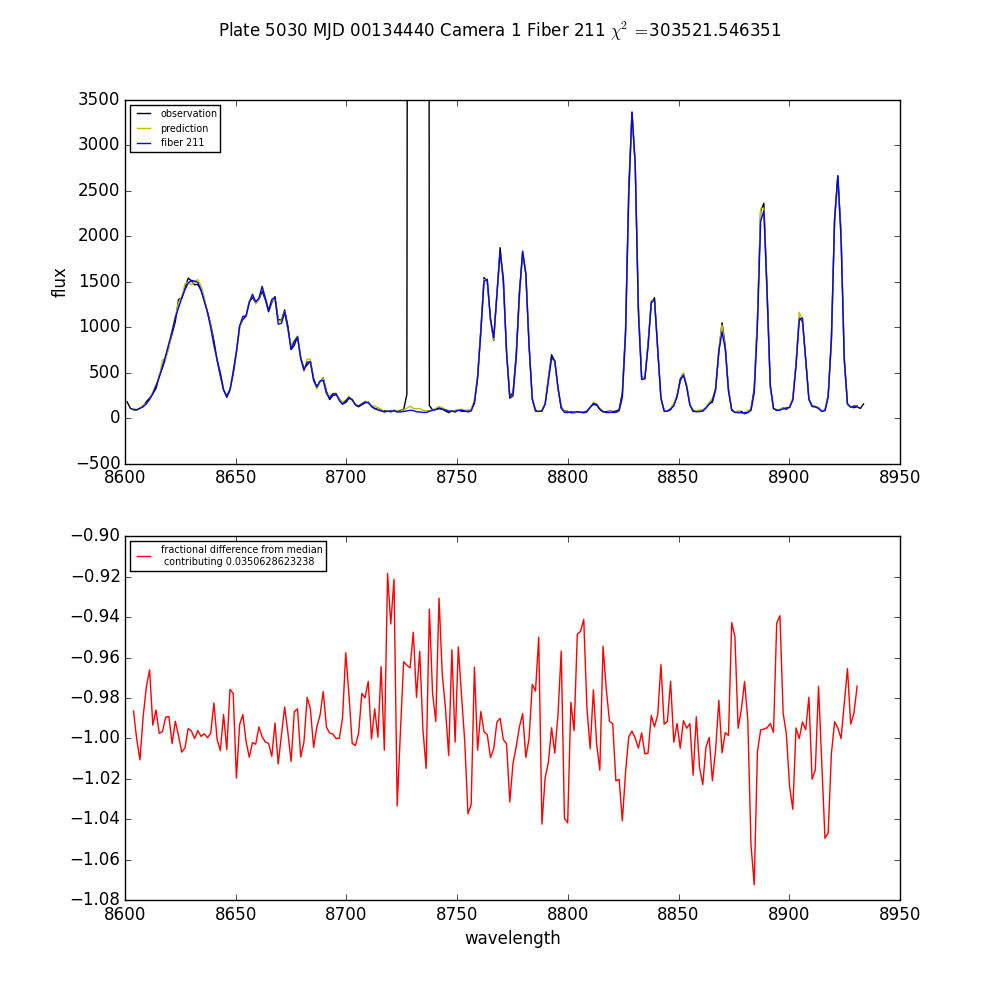 Plate 5030 MJD 00134440 Camera 1 Fiber 211 χ² =303521.546351
3500
3000
2500
2000
1500
1000
500
0
−500
flux
observation
prediction
fiber 211
8600 8650 8700 8750 8800 8850 8900 8950
−0.90
−0.92
−0.94
−0.96
−0.98
−1.00
−1.02
−1.04
−1.06
−1.08
fractional difference from median
contributing 0.0350628623238
8600 8650 8700 8750 8800 8850 8900 8950
wavelength